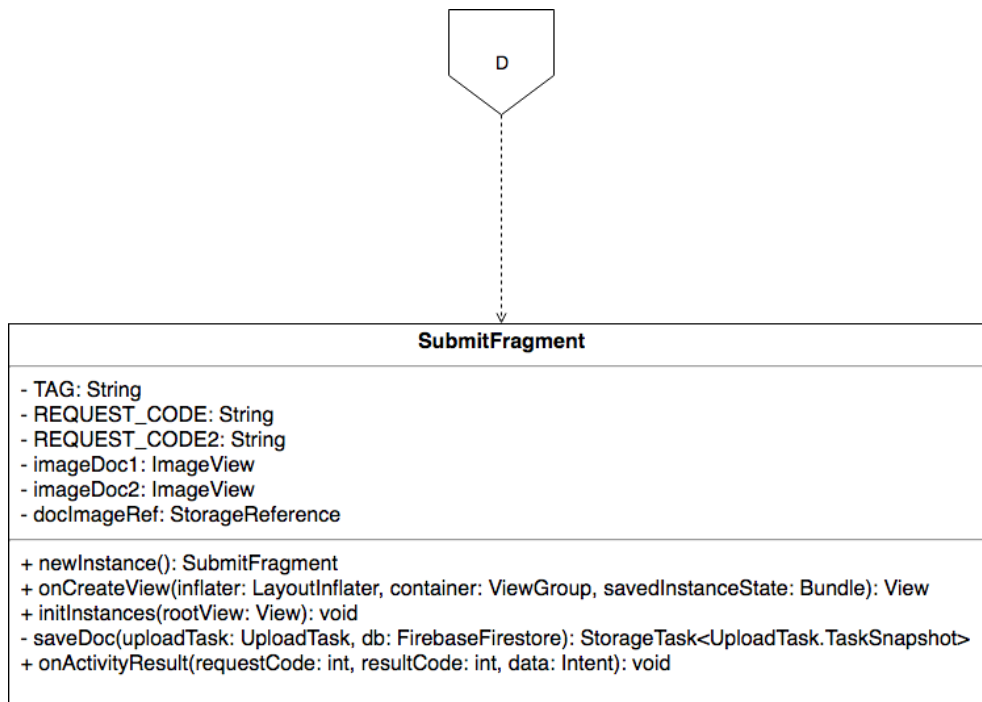 D
SubmitFragment
- TAG: String
- REQUEST_CODE: String
- REQUEST_CODE2: String
- imageDoc1: ImageView
- imageDoc2: ImageView
- docImageRef: StorageReference
+ newInstance(): SubmitFragment
+ onCreateView(inflater: LayoutInflater, container: ViewGroup, savedInstanceState: Bundle): View
+ initInstances(rootView: View): void
- saveDoc(uploadTask: UploadTask, db: FirebaseFirestore): StorageTask<UploadTask.TaskSnapshot>
+ onActivityResult(requestCode: int, resultCode: int, data: Intent): void